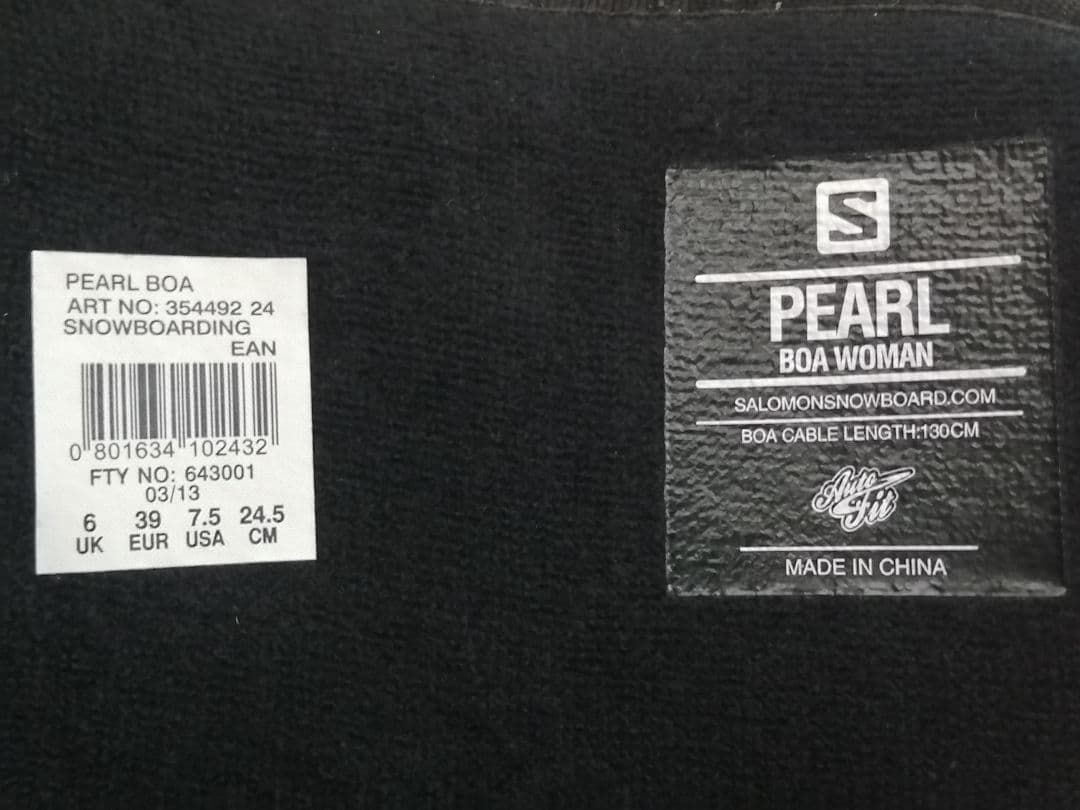 PEARL BOA
ART NO: 354492 24
SNOWBOARDING
EAN
0 801634 102432
FTY NO: 643001
03/13
6 39 7.5 24.5
UK EUR USA CM
S
PEARL
BOA WOMAN
SALOMONSNOWBOARD.COM
BOA CABLE LENGTH:130CM
Auto
Fit
MADE IN CHINA